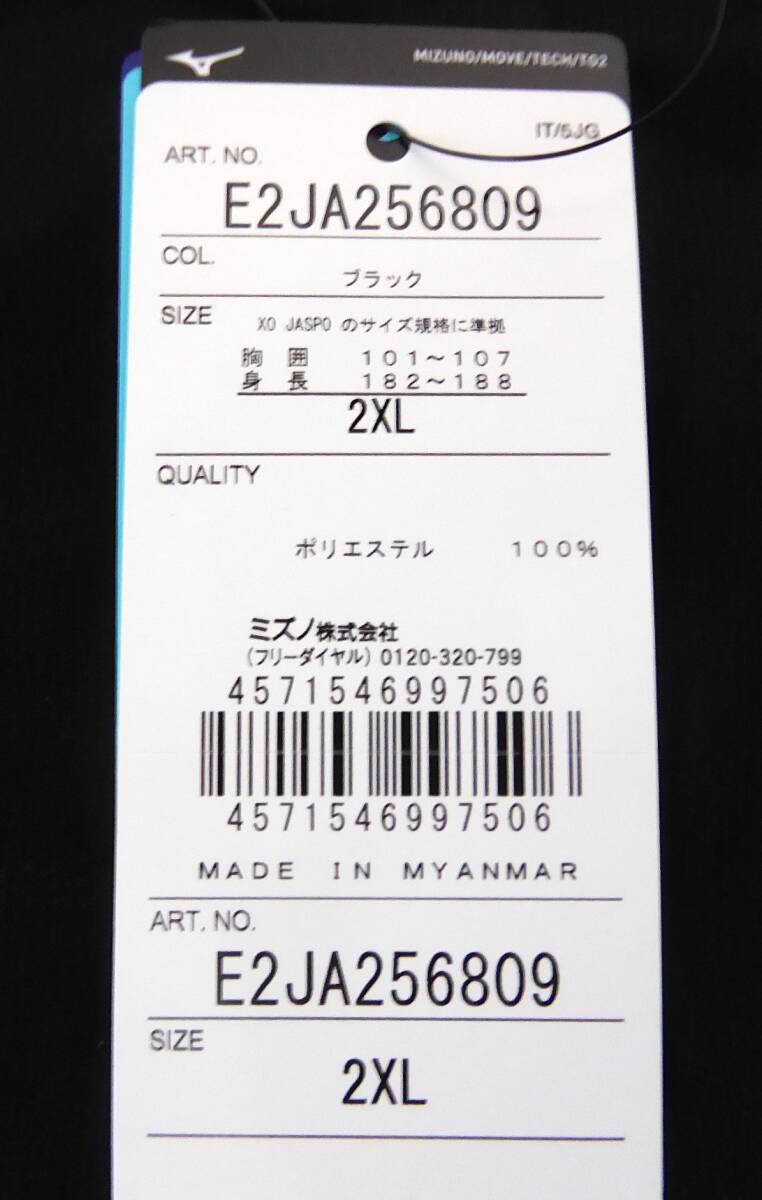 MIZUNO/MOVE/TECH/TG2
IT/5JG
ART. NO.
E2JA256809
COL.
ブラック
SIZE
XO JASPO のサイズ規格に準拠
胸 囲 101~107
身 長 182~188
2XL
QUALITY
ポリエステル 100%
ミズノ株式会社
(フリーダイヤル) 0120-320-799
4571546997506
4571546997506
MADE IN MYANMAR
ART. NO.
E2JA256809
SIZE
2XL